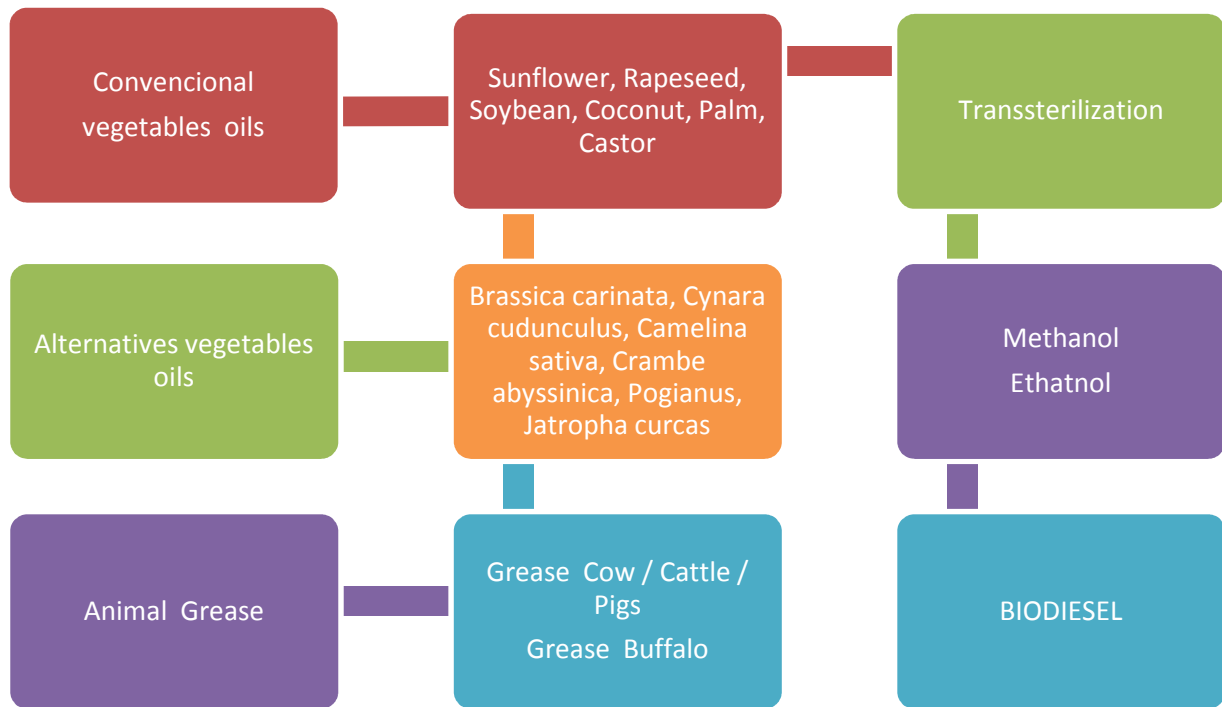 Convencional
vegetables oils
Sunflower, Rapeseed,
Soybean, Coconut, Palm,
Castor
Transsterilization
Alternatives vegetables
oils
Brassica carinata, Cynara
cudunculus, Camelina
sativa, Crambe
abyssinica, Pogianus,
Jatropha curcas
Methanol
Ethatnol
Animal Grease
Grease Cow / Cattle /
Pigs
Grease Buffalo
BIODIESEL